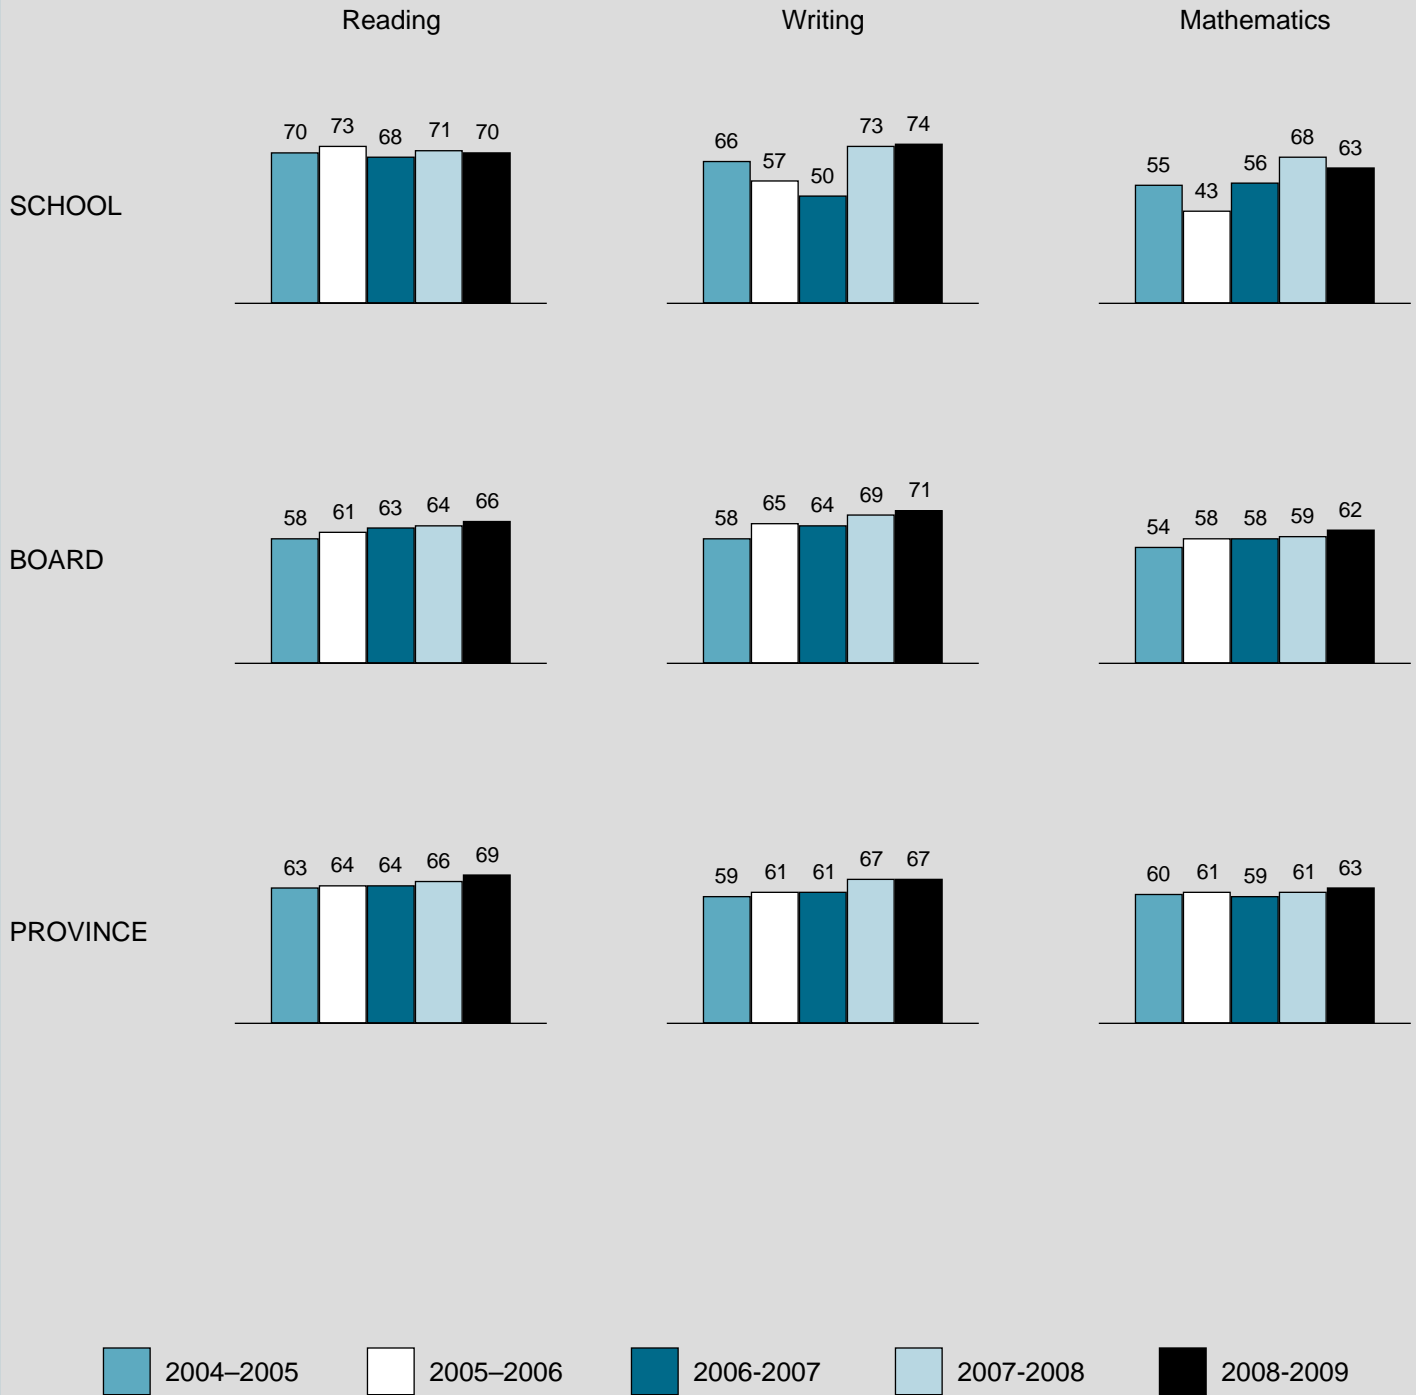 Reading Writing Mathematics
70 73 68 71 70
66 57 50 73 74
55 43 56 68 63
SCHOOL
58 61 63 64 66
58 65 64 69 71
54 58 58 59 62
BOARD
63 64 64 66 69
59 61 61 67 67
60 61 59 61 63
PROVINCE
2004–2005 2005–2006 2006-2007 2007-2008 2008-2009